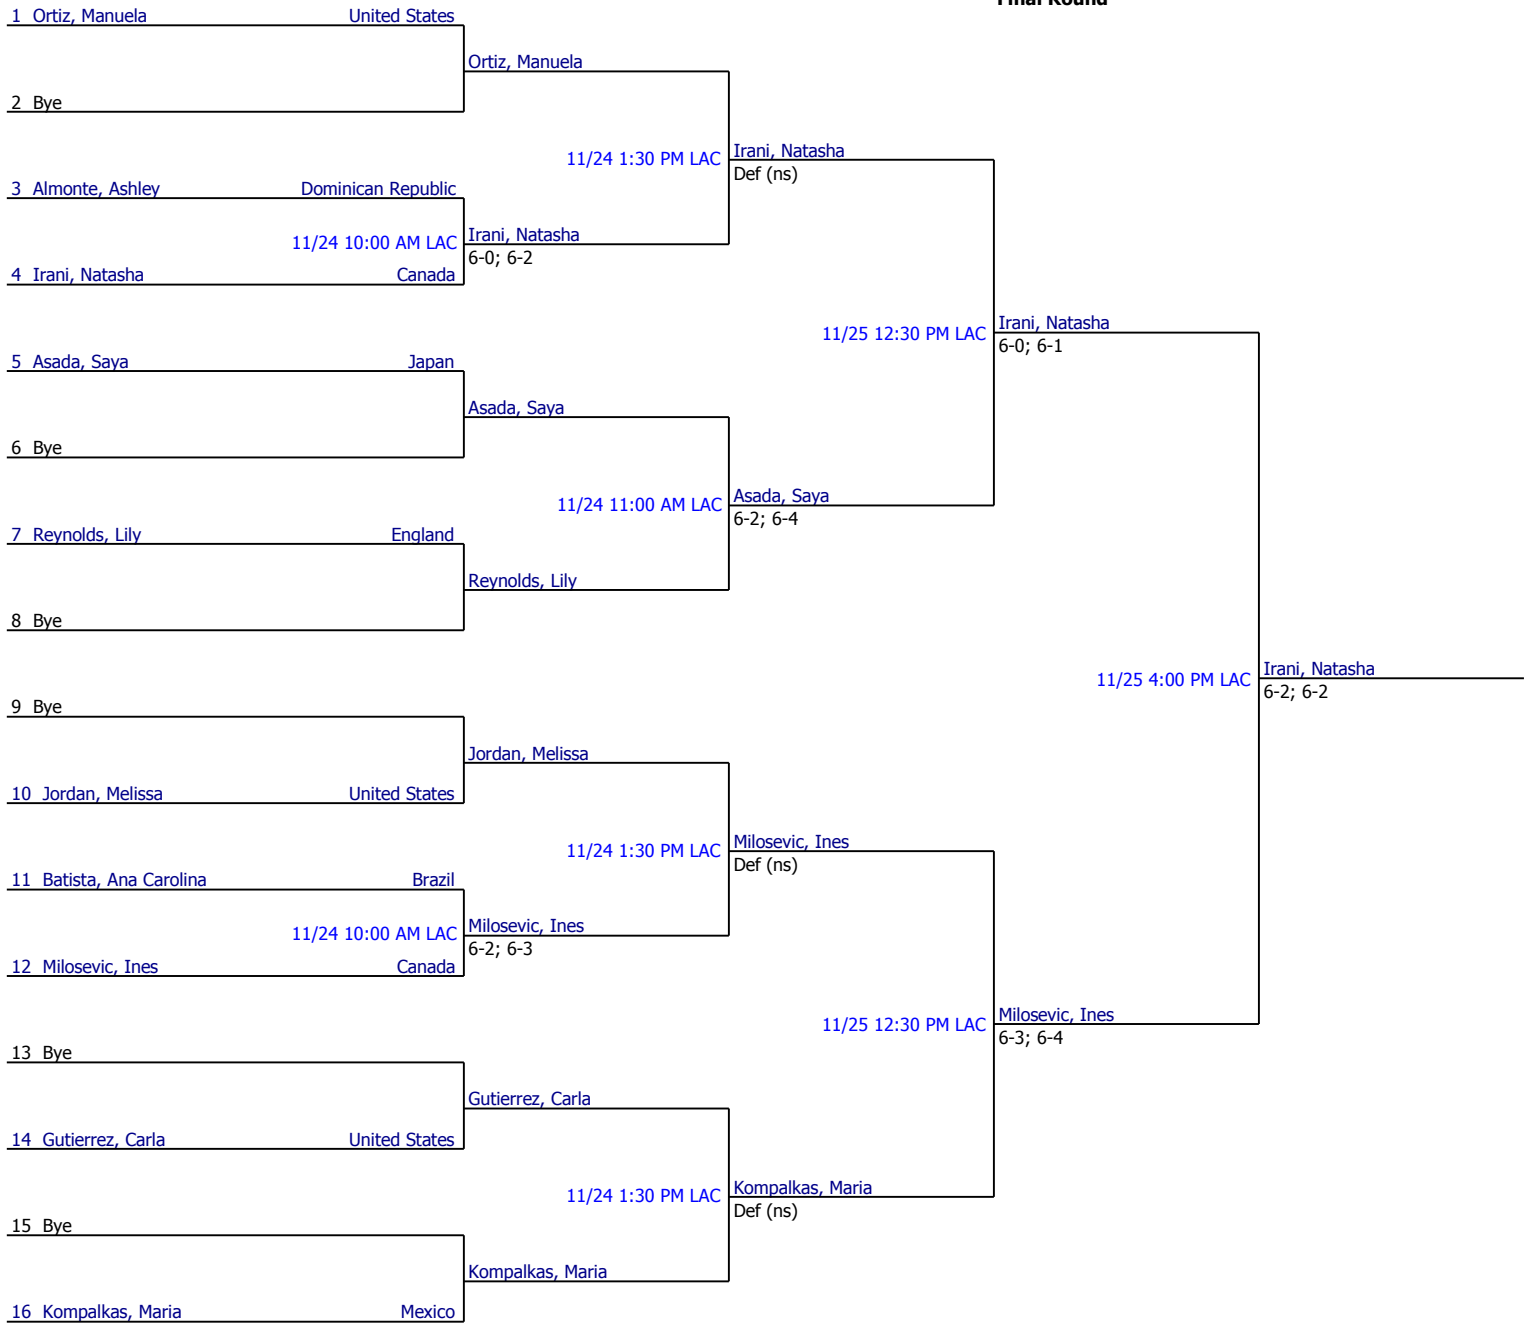 Final Round
1 Ortiz, Manuela United States
Ortiz, Manuela
2 Bye
11/24 1:30 PM LAC Irani, Natasha
Def (ns)
3 Almonte, Ashley Dominican Republic
11/24 10:00 AM LAC Irani, Natasha
6-0; 6-2
4 Irani, Natasha Canada
11/25 12:30 PM LAC Irani, Natasha
6-0; 6-1
5 Asada, Saya Japan
Asada, Saya
6 Bye
11/24 11:00 AM LAC Asada, Saya
6-2; 6-4
7 Reynolds, Lily England
Reynolds, Lily
8 Bye
11/25 4:00 PM LAC Irani, Natasha
6-2; 6-2
9 Bye
Jordan, Melissa
10 Jordan, Melissa United States
11/24 1:30 PM LAC Milosevic, Ines
Def (ns)
11 Batista, Ana Carolina Brazil
11/24 10:00 AM LAC Milosevic, Ines
6-2; 6-3
12 Milosevic, Ines Canada
11/25 12:30 PM LAC Milosevic, Ines
6-3; 6-4
13 Bye
Gutierrez, Carla
14 Gutierrez, Carla United States
11/24 1:30 PM LAC Kompalkas, Maria
Def (ns)
15 Bye
Kompalkas, Maria
16 Kompalkas, Maria Mexico